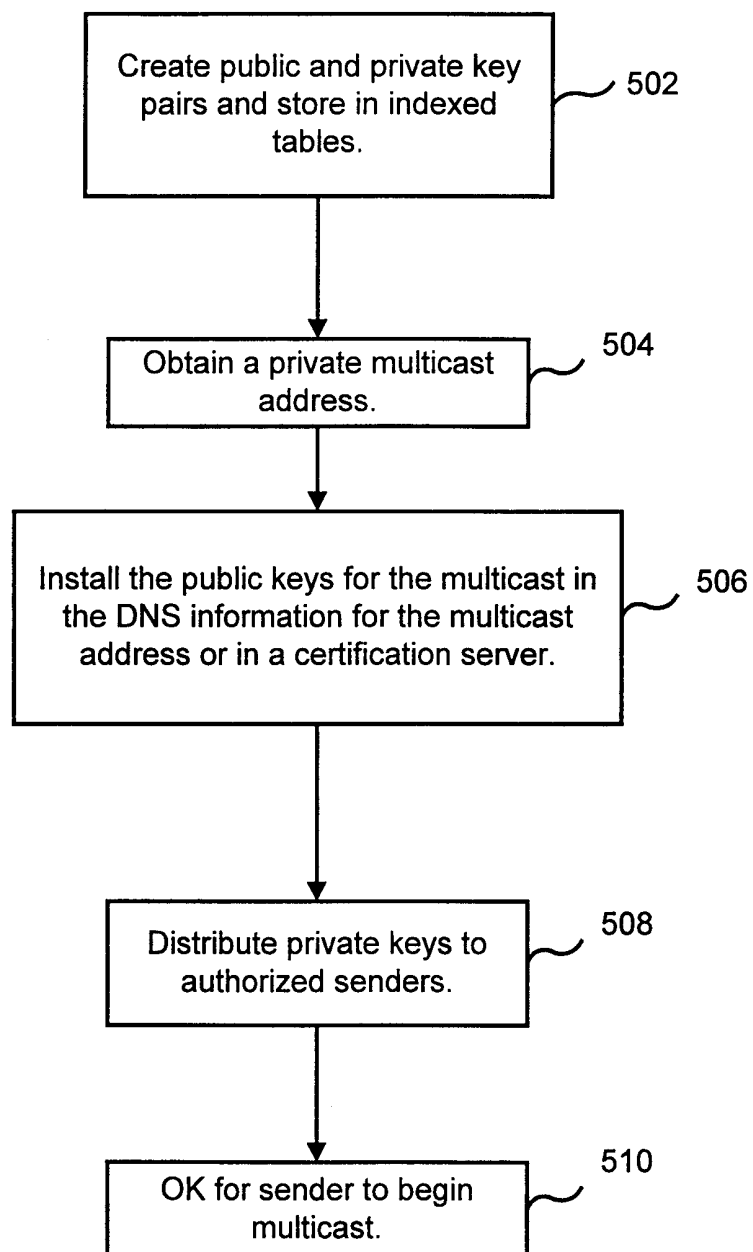 Create public and private key
pairs and store in indexed
tables.
502
Obtain a private multicast
address.
504
Install the public keys for the multicast in
the DNS information for the multicast
address or in a certification server.
506
Distribute private keys to
authorized senders.
508
OK for sender to begin
multicast.
510